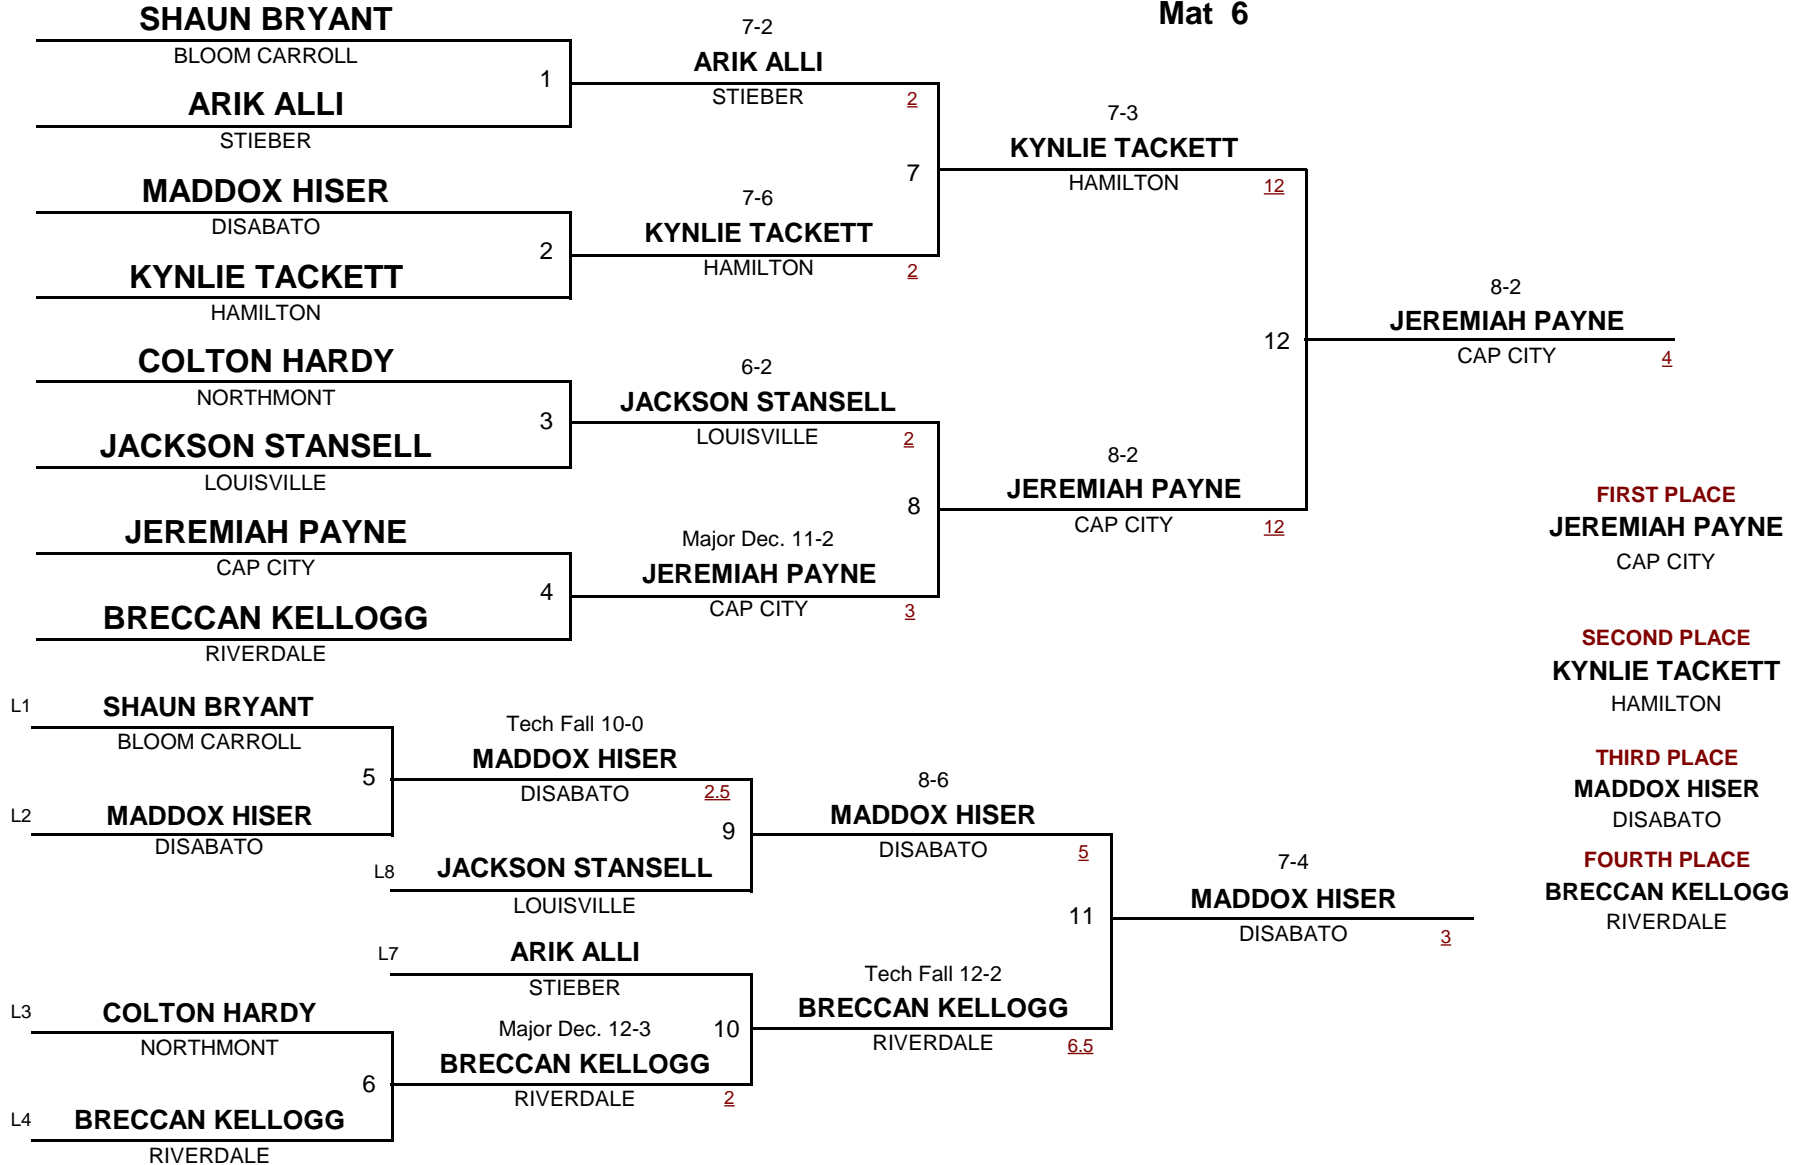 Mat 6
SHAUN BRYANT
BLOOM CARROLL
1
ARIK ALLI
STIEBER
MADDOX HISER
DISABATO
2
KYNLIE TACKETT
HAMILTON
COLTON HARDY
NORTHMONT
3
JACKSON STANSELL
LOUISVILLE
JEREMIAH PAYNE
CAP CITY
4
BRECCAN KELLOGG
RIVERDALE
7-2
ARIK ALLI
STIEBER 2
7
7-6
KYNLIE TACKETT
HAMILTON 2
6-2
JACKSON STANSELL
LOUISVILLE 2
8
Major Dec. 11-2
JEREMIAH PAYNE
CAP CITY 3
7-3
KYNLIE TACKETT
HAMILTON 12
12
8-2
JEREMIAH PAYNE
CAP CITY 12
8-2
JEREMIAH PAYNE
CAP CITY 4
FIRST PLACE
JEREMIAH PAYNE
CAP CITY
SECOND PLACE
KYNLIE TACKETT
HAMILTON
THIRD PLACE
MADDOX HISER
DISABATO
FOURTH PLACE
BRECCAN KELLOGG
RIVERDALE
L1 SHAUN BRYANT
BLOOM CARROLL
5
L2 MADDOX HISER
DISABATO
L3 COLTON HARDY
NORTHMONT
6
L4 BRECCAN KELLOGG
RIVERDALE
Tech Fall 10-0
MADDOX HISER
DISABATO 2.5
9
L8 JACKSON STANSELL
LOUISVILLE
L7 ARIK ALLI
STIEBER
Major Dec. 12-3 10
BRECCAN KELLOGG
RIVERDALE 2
8-6
MADDOX HISER
DISABATO 5
11
Tech Fall 12-2
BRECCAN KELLOGG
RIVERDALE 6.5
7-4
MADDOX HISER
DISABATO 3